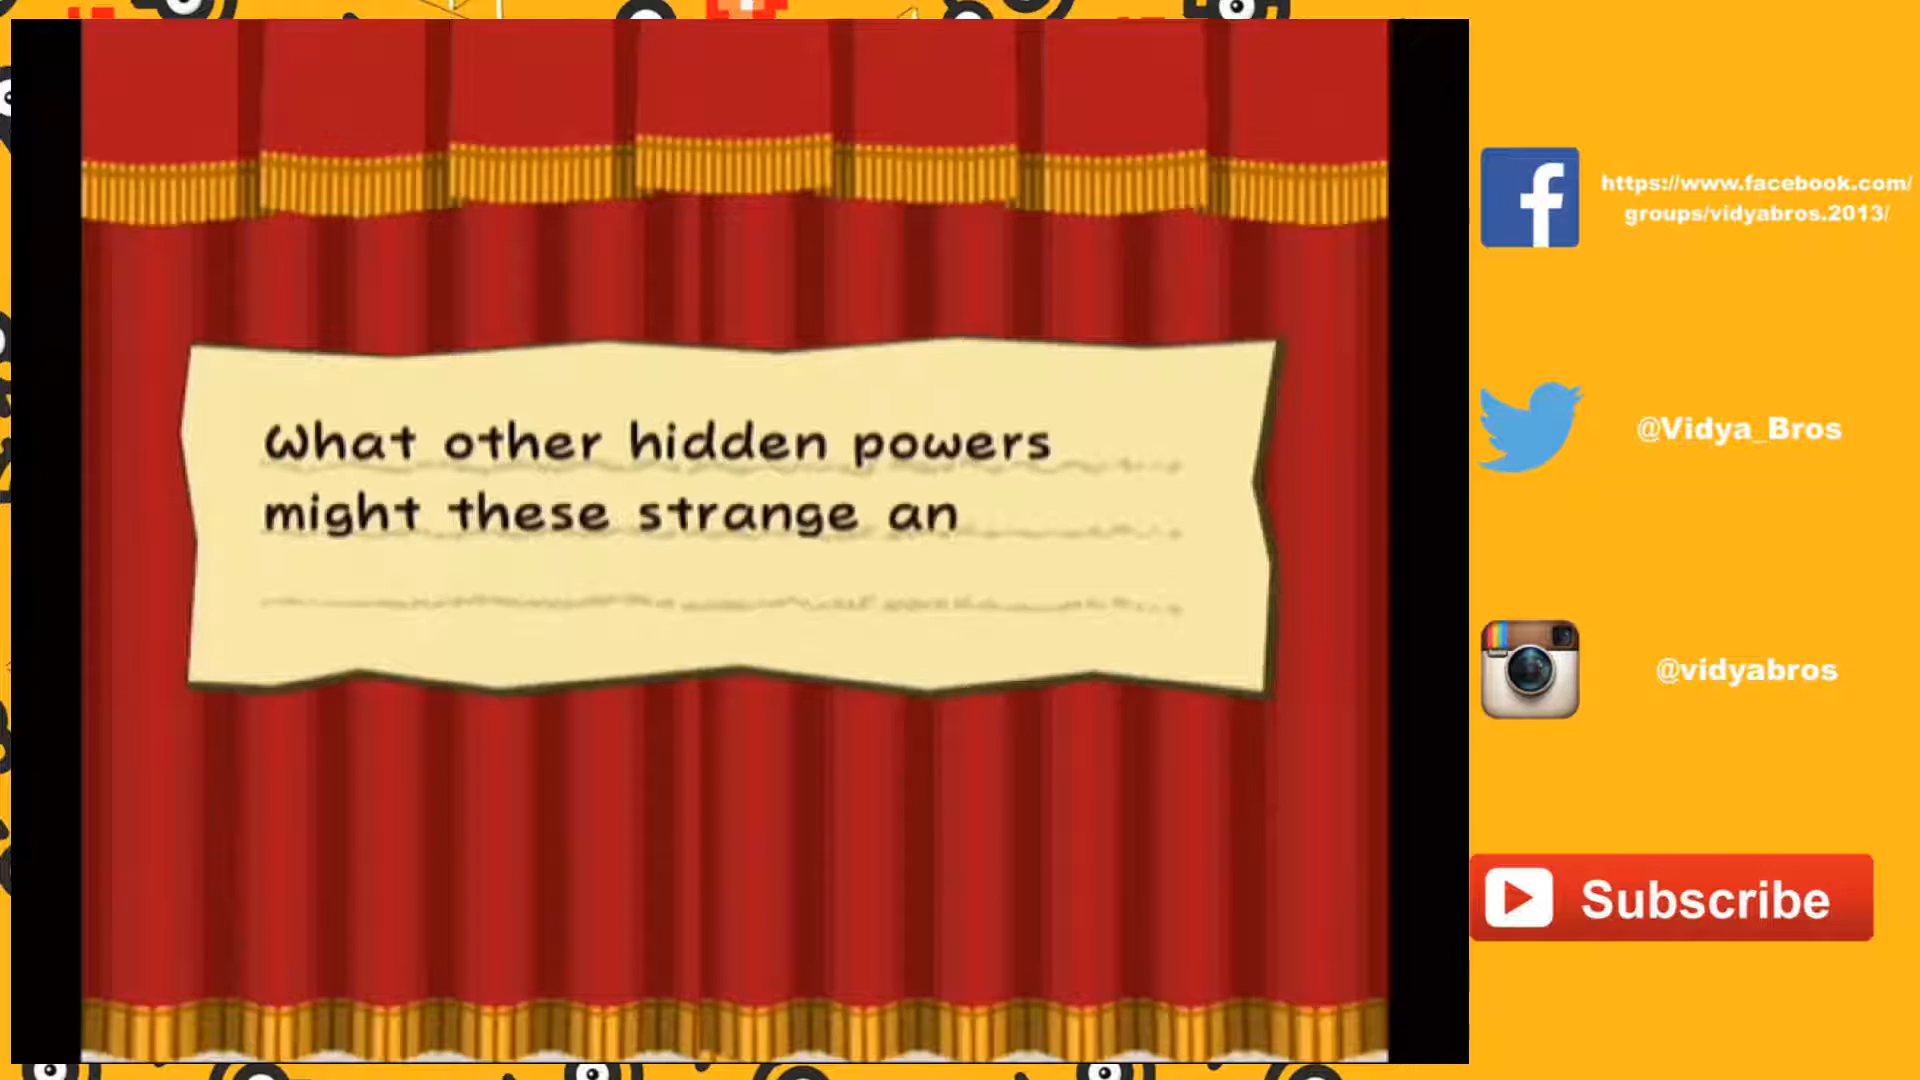 What other hidden powers
might these strange an
https://www.facebook.com/
groups/vidyabros.2013/
@Vidya_Bros
@vidyabros
Subscribe